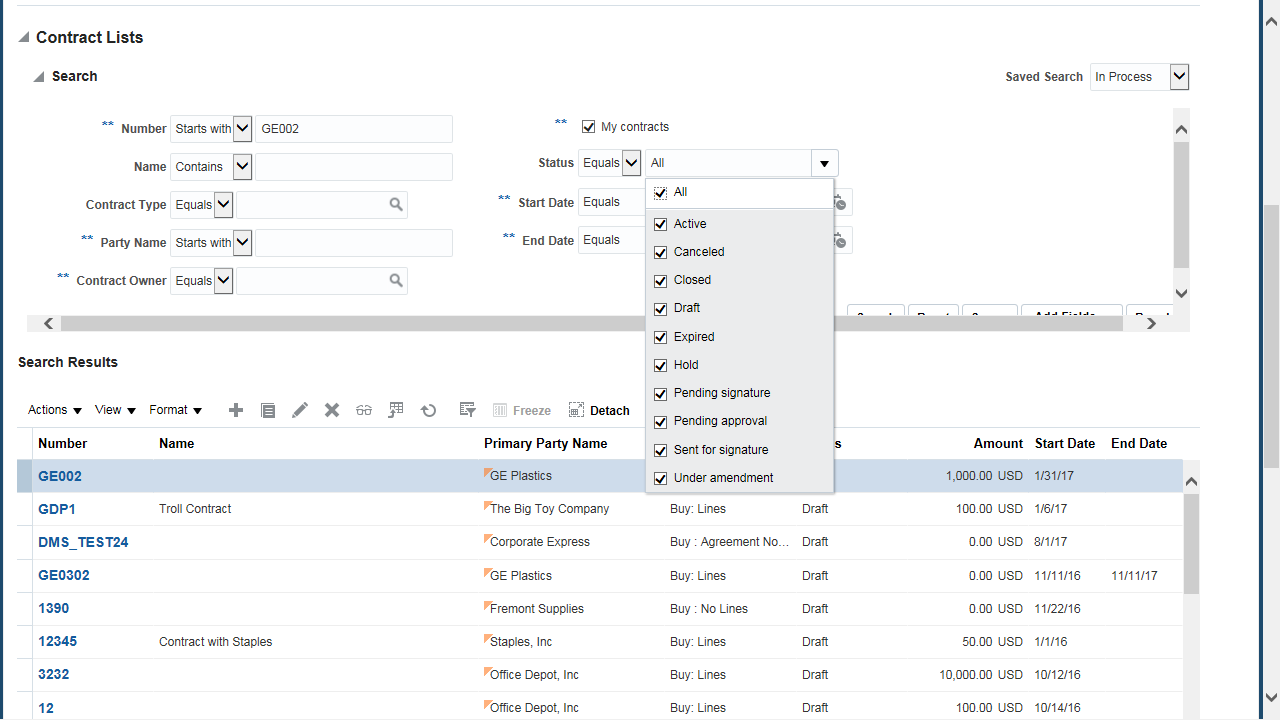 Contract Lists
Search
Saved Search In Process
** Number Starts with GE002
** My contracts
Name Contains
Status Equals All
Contract Type Equals
** Start Date Equals
** Party Name Starts with
** End Date Equals
** Contract Owner Equals
All
Active
Canceled
Closed
Draft
Expired
Hold
Pending signature
Pending approval
Sent for signature
Under amendment
Add Fields
Search Results
Actions View Format Freeze Detach
Number Name Primary Party Name Amount Start Date End Date
GE002 GE Plastics 1,000.00 USD 1/31/17
GDP1 Troll Contract The Big Toy Company Buy: Lines Draft 100.00 USD 1/6/17
DMS_TEST24 Corporate Express Buy : Agreement No... Draft 0.00 USD 8/1/17
GE0302 GE Plastics Buy: Lines Draft 0.00 USD 11/11/16 11/11/17
1390 Fremont Supplies Buy : No Lines Draft 0.00 USD 11/22/16
12345 Contract with Staples Staples, Inc Buy: Lines Draft 50.00 USD 1/1/16
3232 Office Depot, Inc Buy: Lines Draft 10,000.00 USD 10/12/16
12 Office Depot, Inc Buy: Lines Draft 100.00 USD 10/14/16